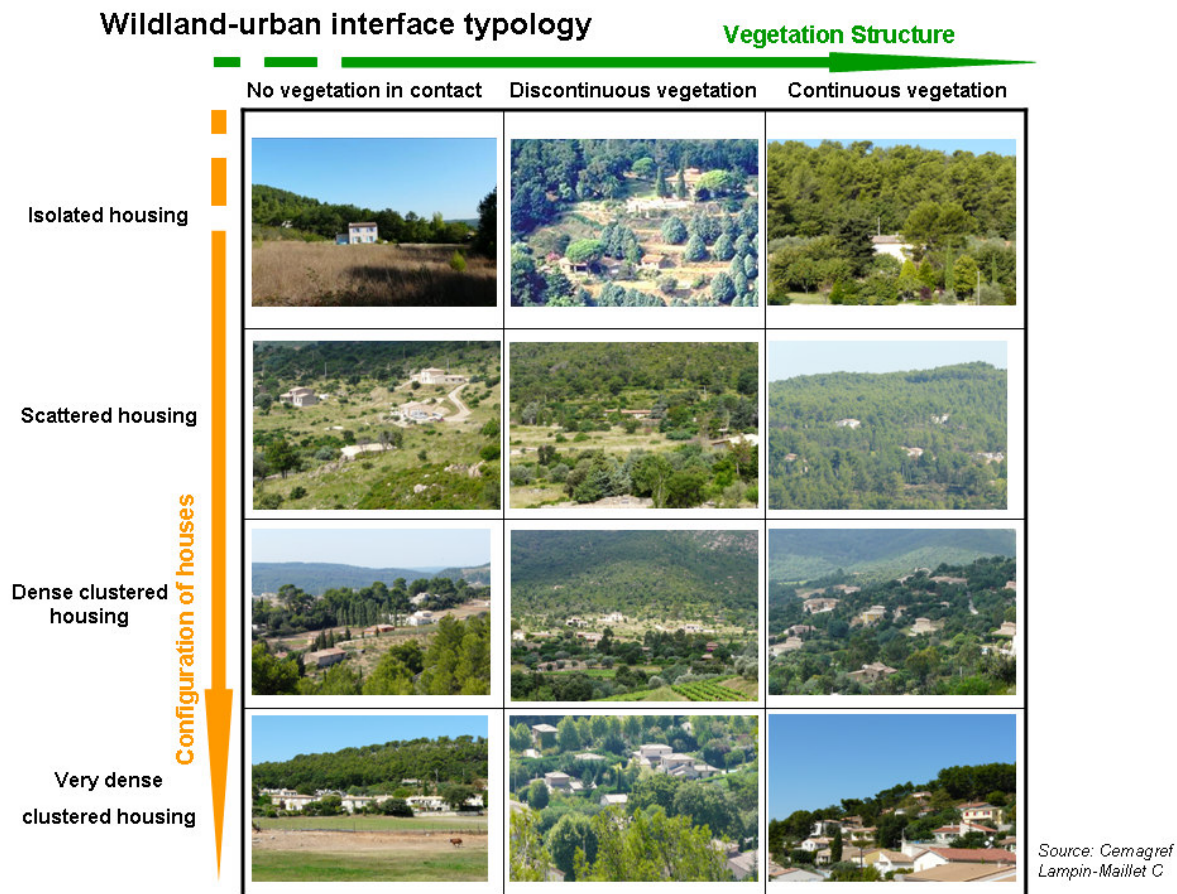 Wildland-urban interface typology
Vegetation Structure
No vegetation in contact
Discontinuous vegetation
Continuous vegetation
Configuration of houses
Isolated housing
Scattered housing
Dense clustered
housing
Very dense
clustered housing
Source: Cemagref
Lampin-Maillet C